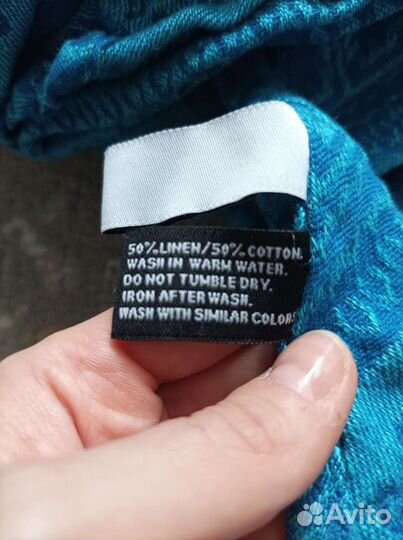 50%LINEN/50%COTTON.
WASH IN WARM WATER.
DO NOT TUMBLE DRY.
IRON AFTER WASH.
WASH WITH SIMILAR COLORS
Avito